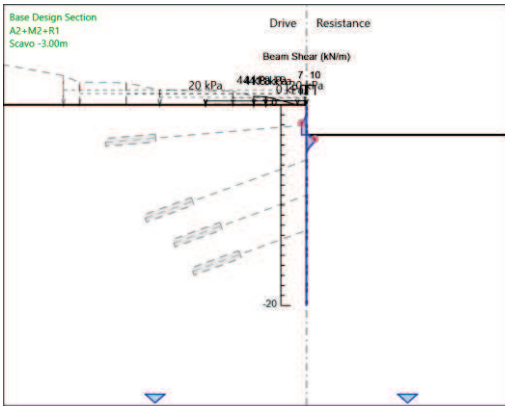 Base Design Section
A2+M2+R1
Scavo -3.00m
Drive Resistance
Beam Shear (kN/m)
7 10
20 kPa
-20